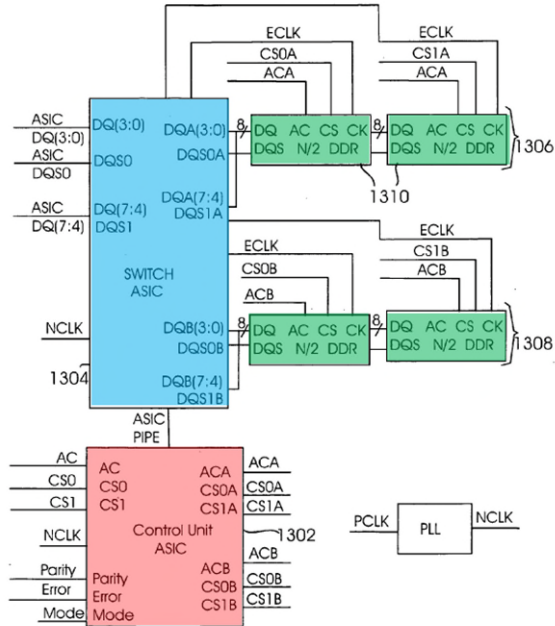 ECLK
ECLK
CS0A
CS1A
ACA
ACA
ASIC
DQ(3:0)
DQ(3:0)
DQA(3:0)
8
DQ AC CS CK
8
DQ AC CS CK
1306
ASIC
DQS0
DQS0
DQS0A
DQS N/2 DDR
DQS N/2 DDR
1310
ASIC
DQ(7:4)
DQ(7:4)
DQS1
DQA(7:4)
DQS1A
ECLK
ECLK
CS0B
CS1B
ACB
ACB
SWITCH
ASIC
NCLK
DQB(3:0)
8
DQ AC CS CK
8
DQ AC CS CK
1308
DQS0B
DQS N/2 DDR
DQS N/2 DDR
1304
DQB(7:4)
DQS1B
ASIC
PIPE
AC
AC
ACA
ACA
CS0
CS0
CS0A
CS0A
CS1
CS1
CS1A
CS1A
Control Unit
ASIC
1302
NCLK
PCLK
PLL
NCLK
ACB
ACB
Parity
Parity
CS0B
CS0B
Error
Error
CS1B
CS1B
Mode
Mode